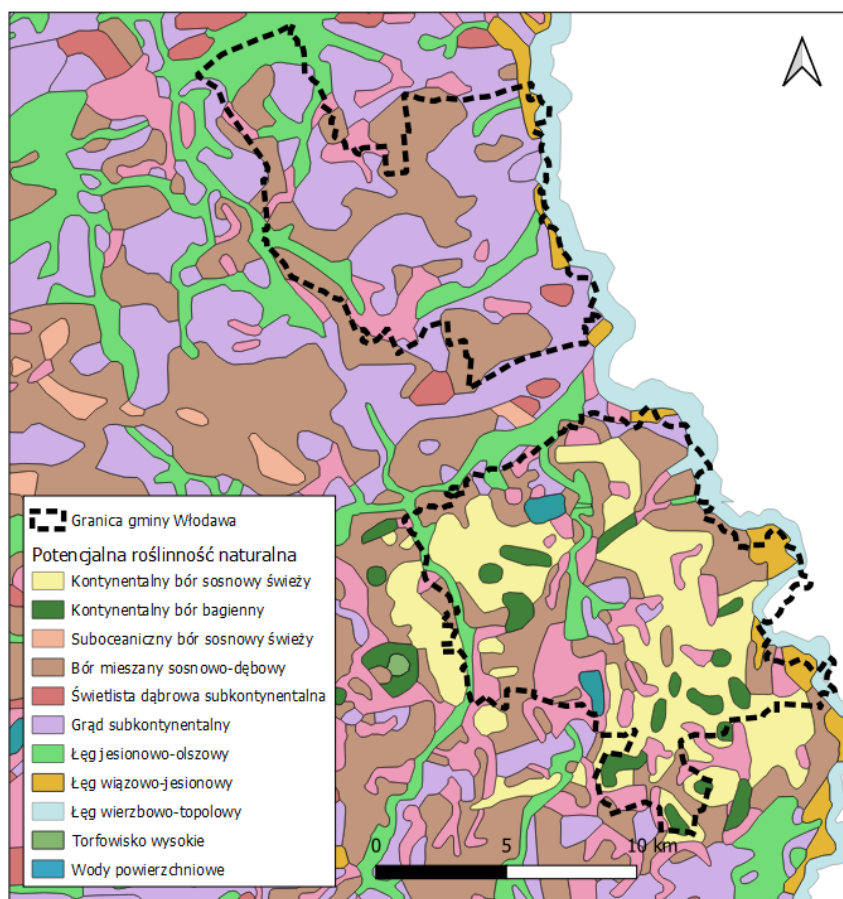 Granica gminy Włodawa
Potencjalna roślinność naturalna
Kontynentalny bór sosnowy świeży
Kontynentalny bór bagienny
Suboceaniczny bór sosnowy świeży
Bór mieszany sosnowo-dębowy
Świetlista dąbrowa subkontynentalna
Grąd subkontynentalny
Łęg jesionowo-olszowy
Łęg wiązowo-jesionowy
Łęg wierzbowo-topolowy
Torfowisko wysokie
Wody powierzchniowe
0 5 10 km